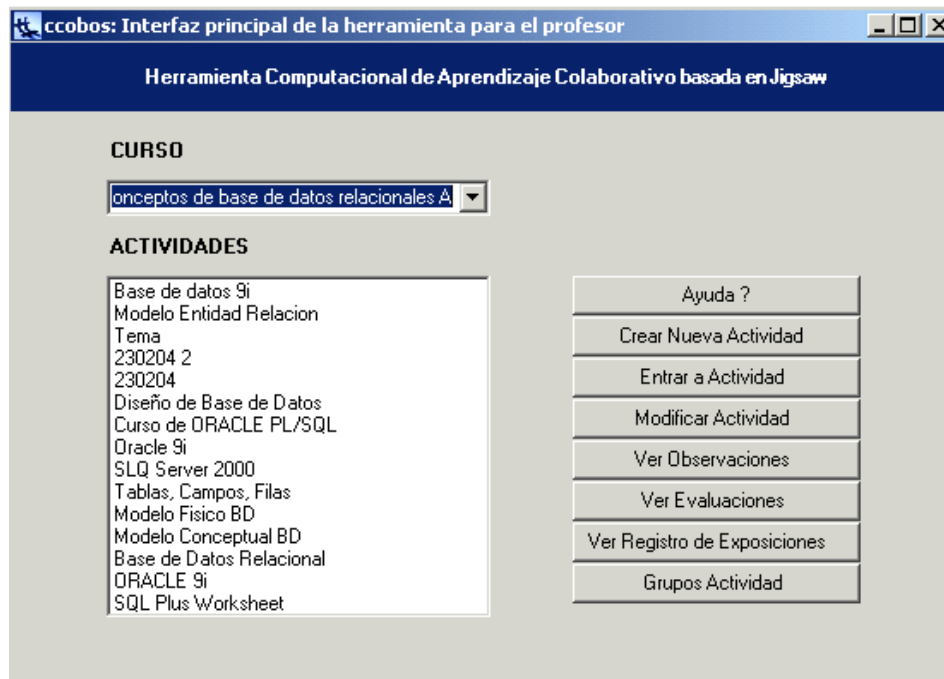 ccobos: Interfaz principal de la herramienta para el profesor
Herramienta Computacional de Aprendizaje Colaborativo basada en Jigsaw
CURSO
onceptos de base de datos relacionales A
ACTIVIDADES
Base de datos 9i
Modelo Entidad Relacion
Tema
230204 2
230204
Diseño de Base de Datos
Curso de ORACLE PL/SQL
Oracle 9i
SLQ Server 2000
Tablas, Campos, Filas
Modelo Fisico BD
Modelo Conceptual BD
Base de Datos Relacional
ORACLE 9i
SQL Plus Worksheet
Ayuda ?
Crear Nueva Actividad
Entrar a Actividad
Modificar Actividad
Ver Observaciones
Ver Evaluaciones
Ver Registro de Exposiciones
Grupos Actividad